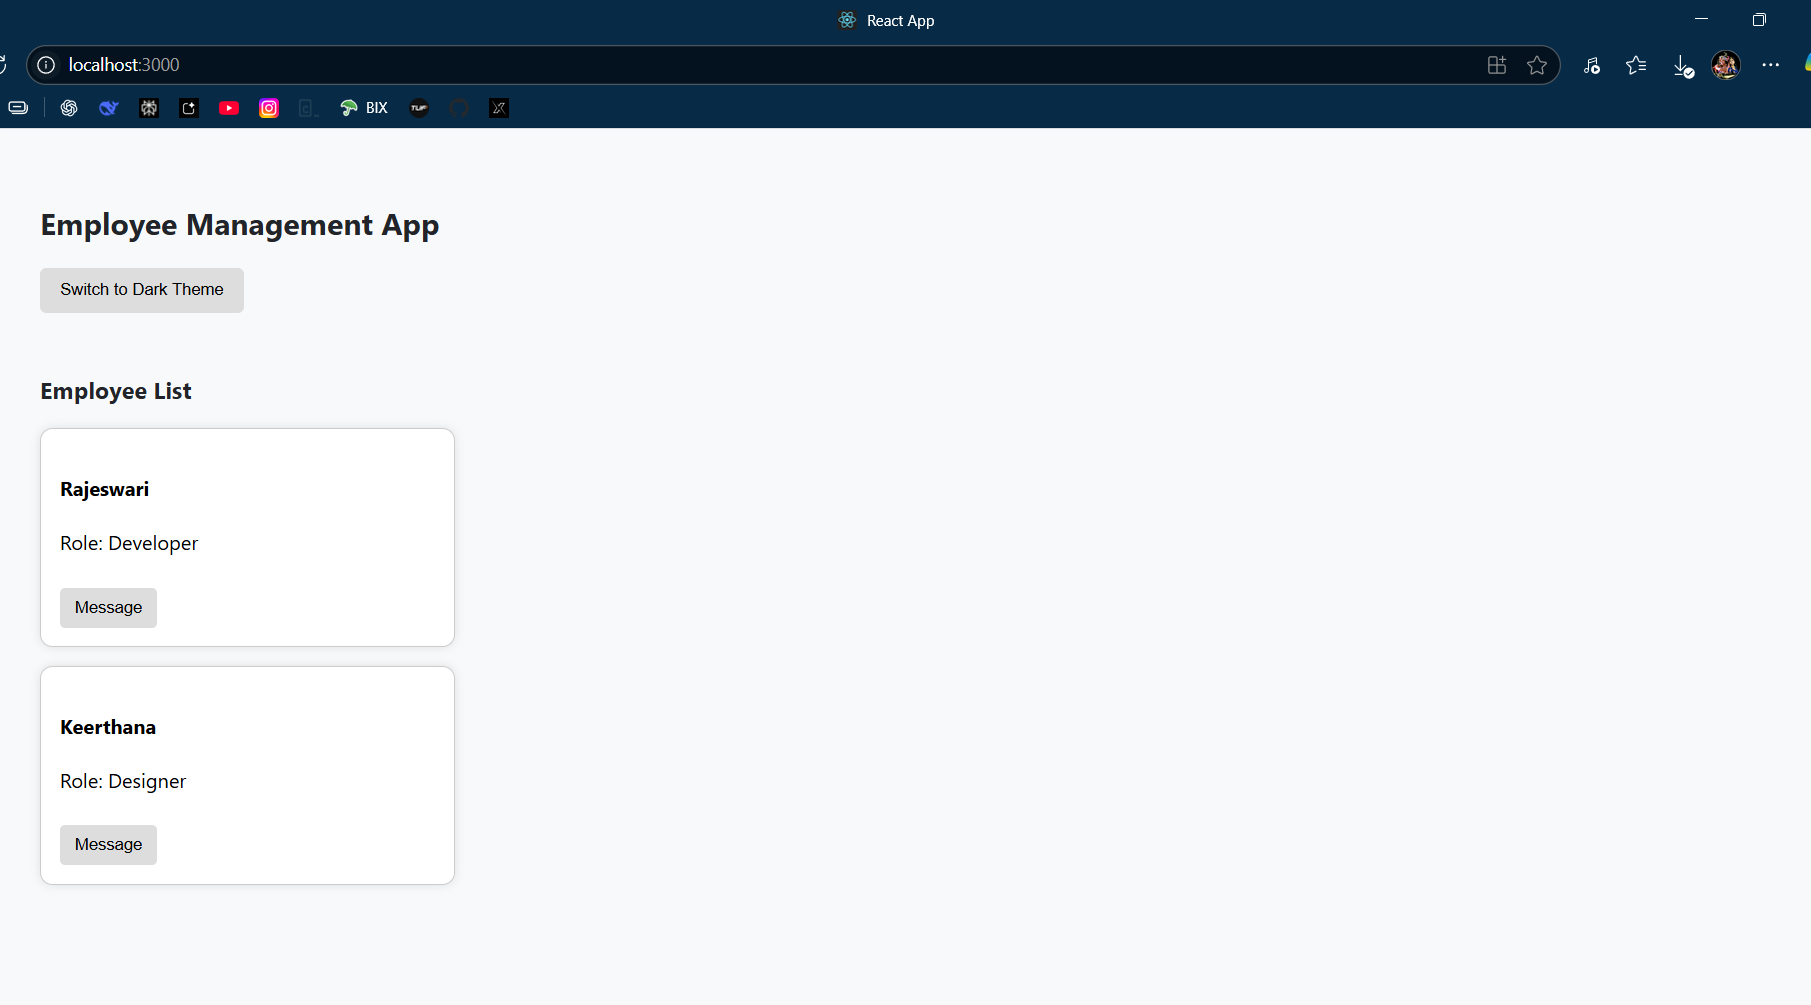 React App
localhost:3000
BIX
TUF
Employee Management App
Switch to Dark Theme
Employee List
Rajeswari
Role: Developer
Message
Keerthana
Role: Designer
Message